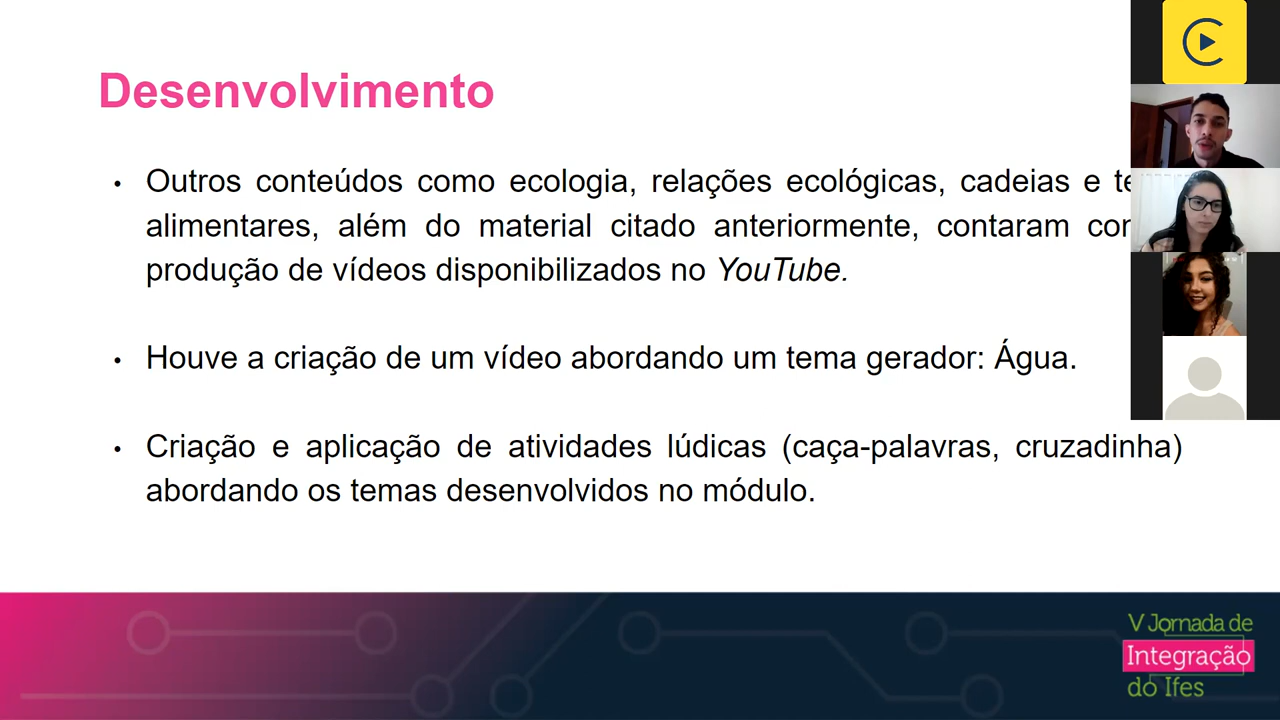 Desenvolvimento
• Outros conteúdos como ecologia, relações ecológicas, cadeias e
alimentares, além do material citado anteriormente, contaram
produção de vídeos disponibilizados no YouTube.
• Houve a criação de um vídeo abordando um tema gerador: Água.
• Criação e aplicação de atividades lúdicas (caça-palavras, cruzadinha)
abordando os temas desenvolvidos no módulo.
V Jornada de
Integração
do Ifes